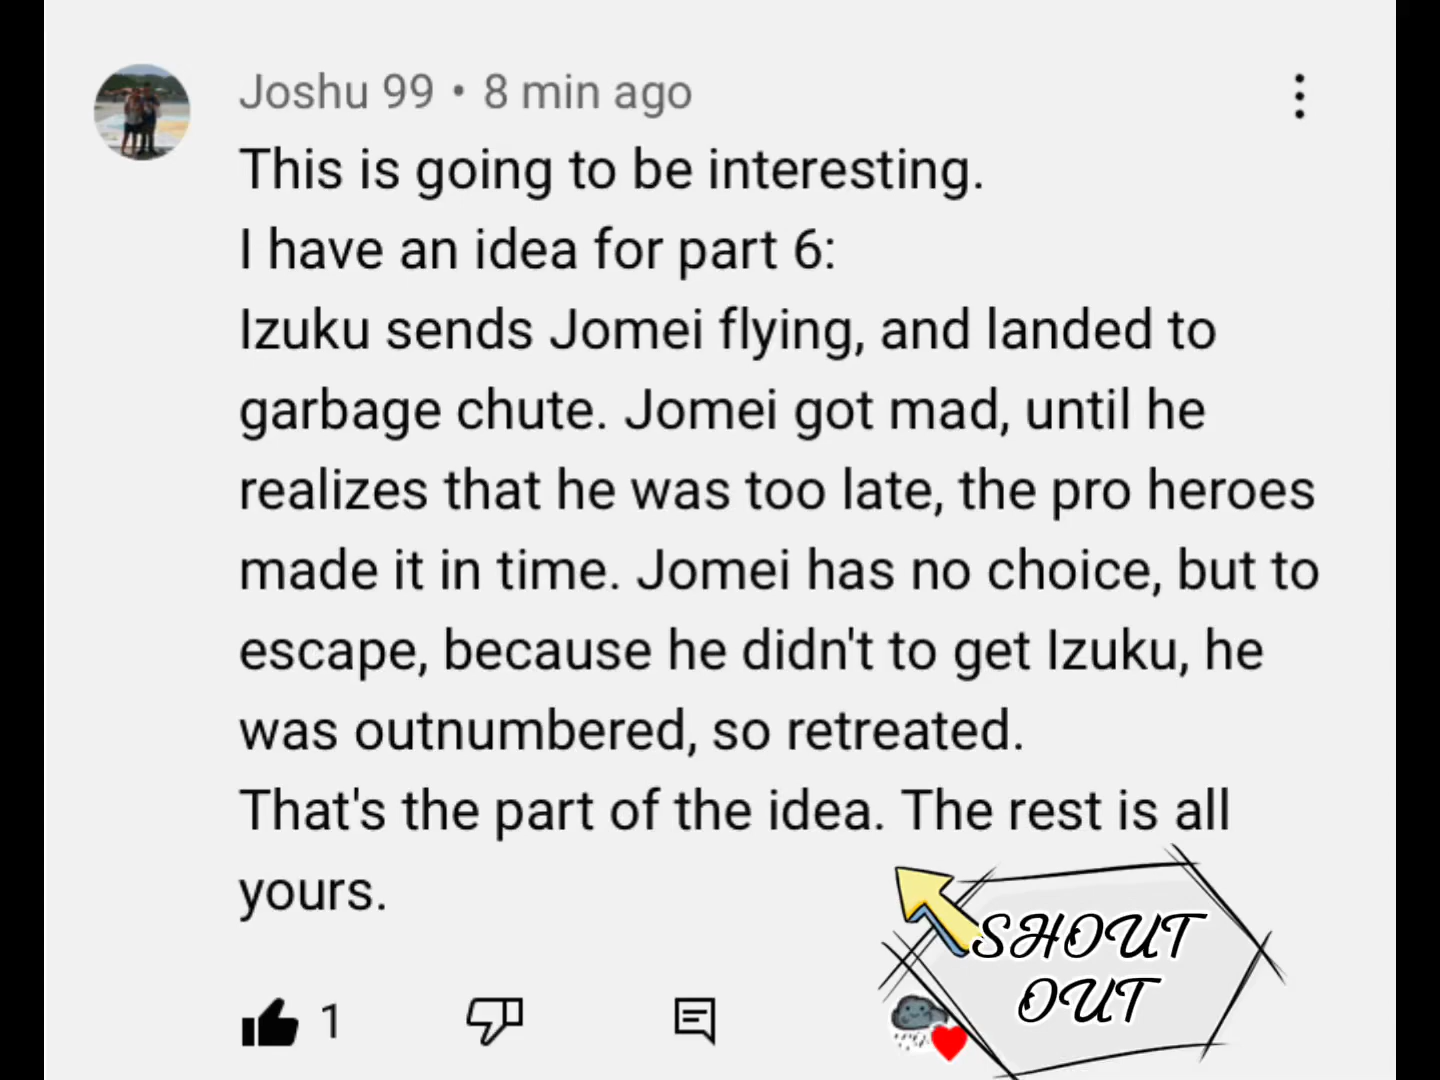 Joshu 99 • 8 min ago
This is going to be interesting.
I have an idea for part 6:
Izuku sends Jomei flying, and landed to
garbage chute. Jomei got mad, until he
realizes that he was too late, the pro heroes
made it in time. Jomei has no choice, but to
escape, because he didn't to get Izuku, he
was outnumbered, so retreated.
That's the part of the idea. The rest is all
yours.
1
SHOUT
OUT